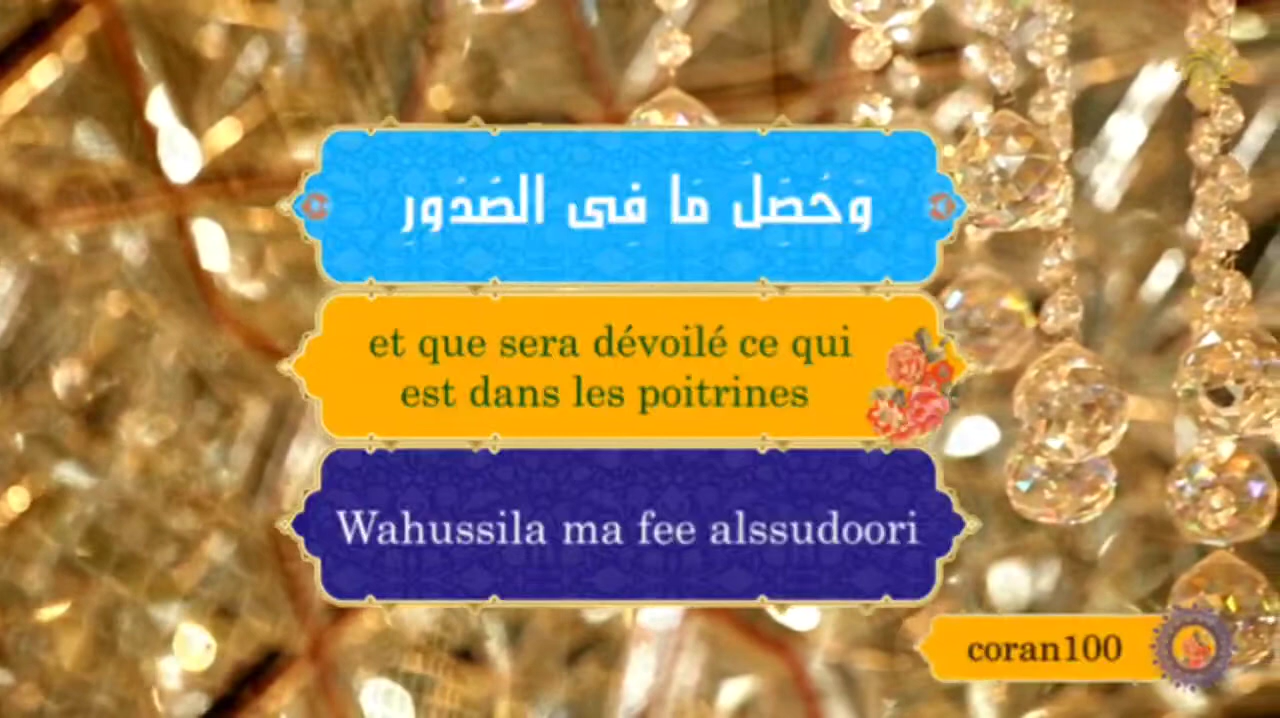 وَحُصِّلَ مَا فِى الصُّدُورِ
et que sera dévoilé ce qui
est dans les poitrines
Wahussila ma fee alssudoori
coran100